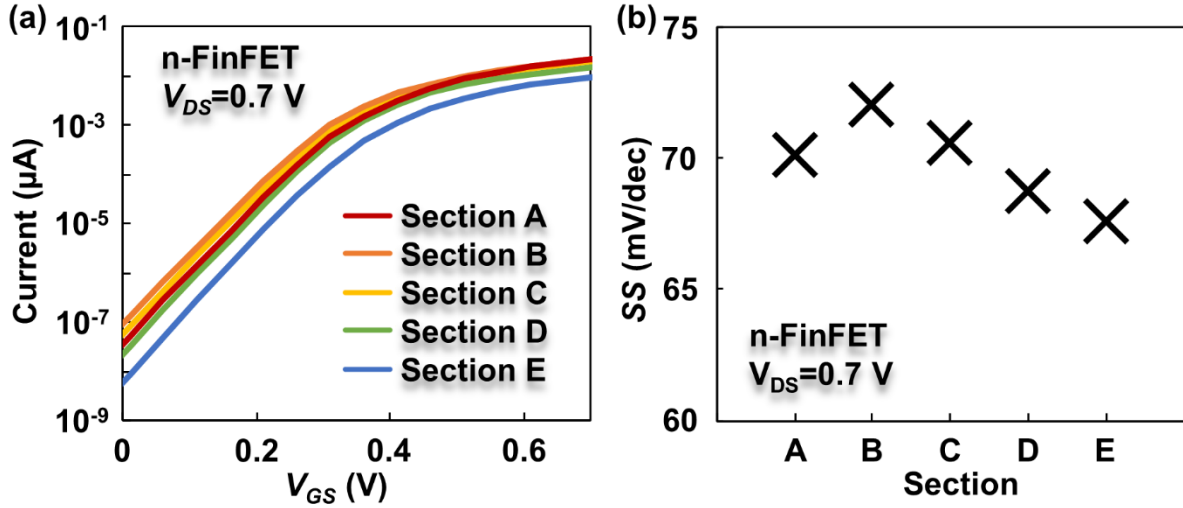 (a)
10⁻¹
10⁻³
10⁻⁵
10⁻⁷
10⁻⁹
Current (µA)
n-FinFET
V_DS=0.7 V
Section A
Section B
Section C
Section D
Section E
0
0.2
0.4
0.6
V_GS (V)
(b)
75
70
65
60
SS (mV/dec)
n-FinFET
V_DS=0.7 V
A
B
C
D
E
Section